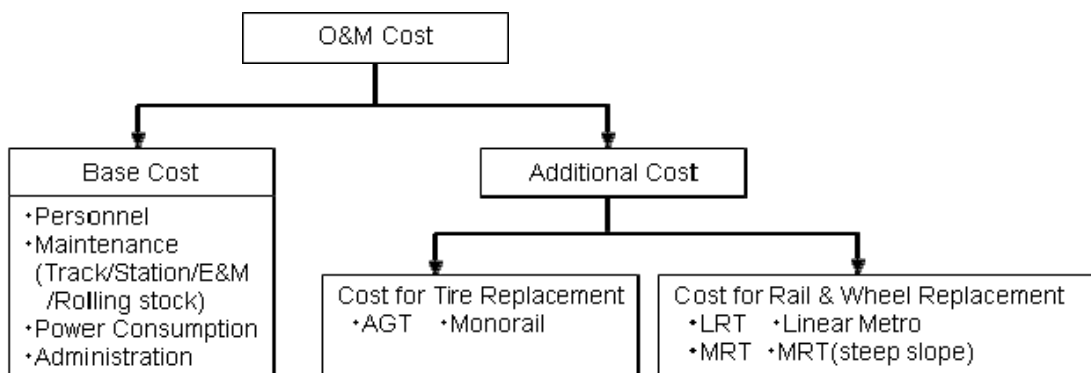 O&M Cost
Base Cost
・Personnel
・Maintenance
(Track/Station/E&M
/Rolling stock)
・Power Consumption
・Administration
Additional Cost
Cost for Tire Replacement
・AGT ・Monorail
Cost for Rail & Wheel Replacement
・LRT ・Linear Metro
・MRT ・MRT(steep slope)